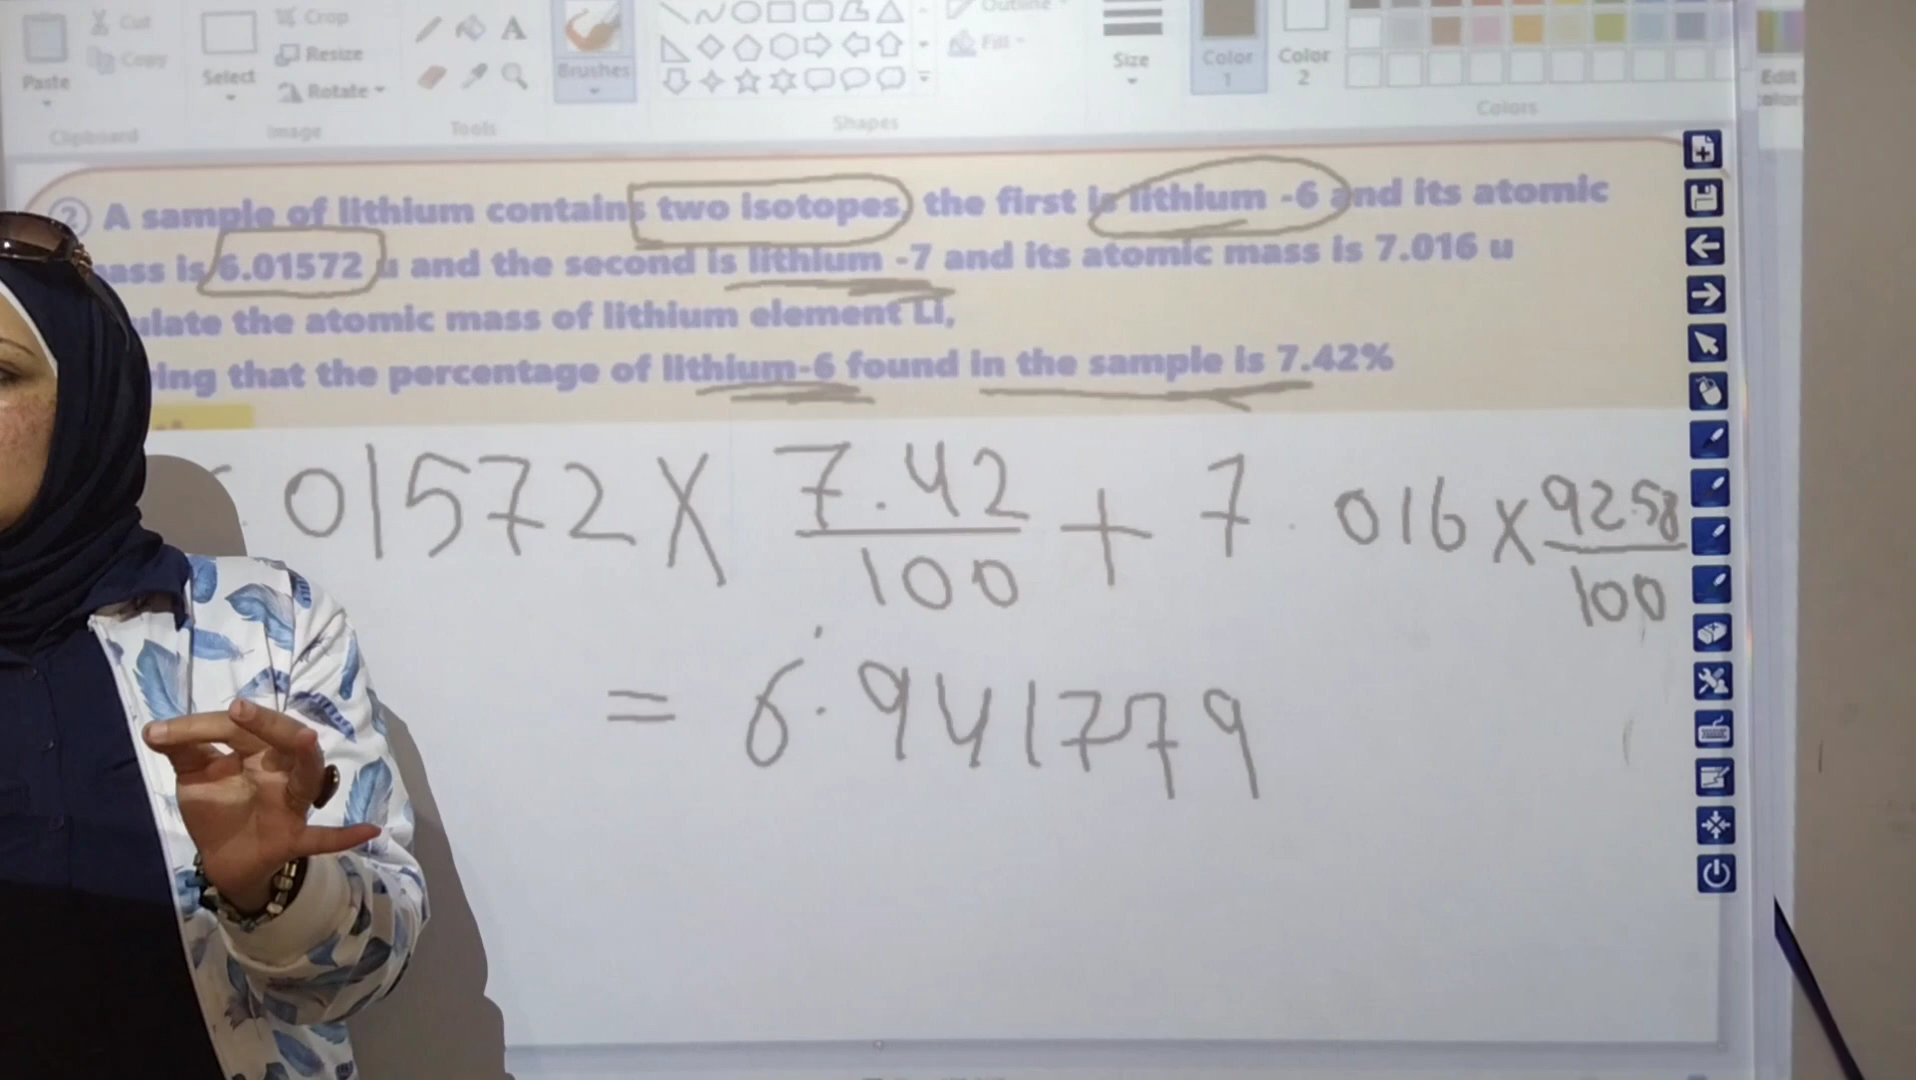 Cut
Crop
Copy
Resize
Outline
Fill
Paste
Select
Rotate
A
Brushes
Size
Color
1
Color
2
Edit
Clipboard
Image
Tools
Shapes
Colors
2 A sample of lithium contains two isotopes, the first is lithium -6 and its atomic
ass is 6.01572 u and the second is lithium -7 and its atomic mass is 7.016 u
ulate the atomic mass of lithium element Li,
ing that the percentage of lithium-6 found in the sample is 7.42%
. 01572 X 7.42/100 + 7.016 x 92.58/100
= 6.941779